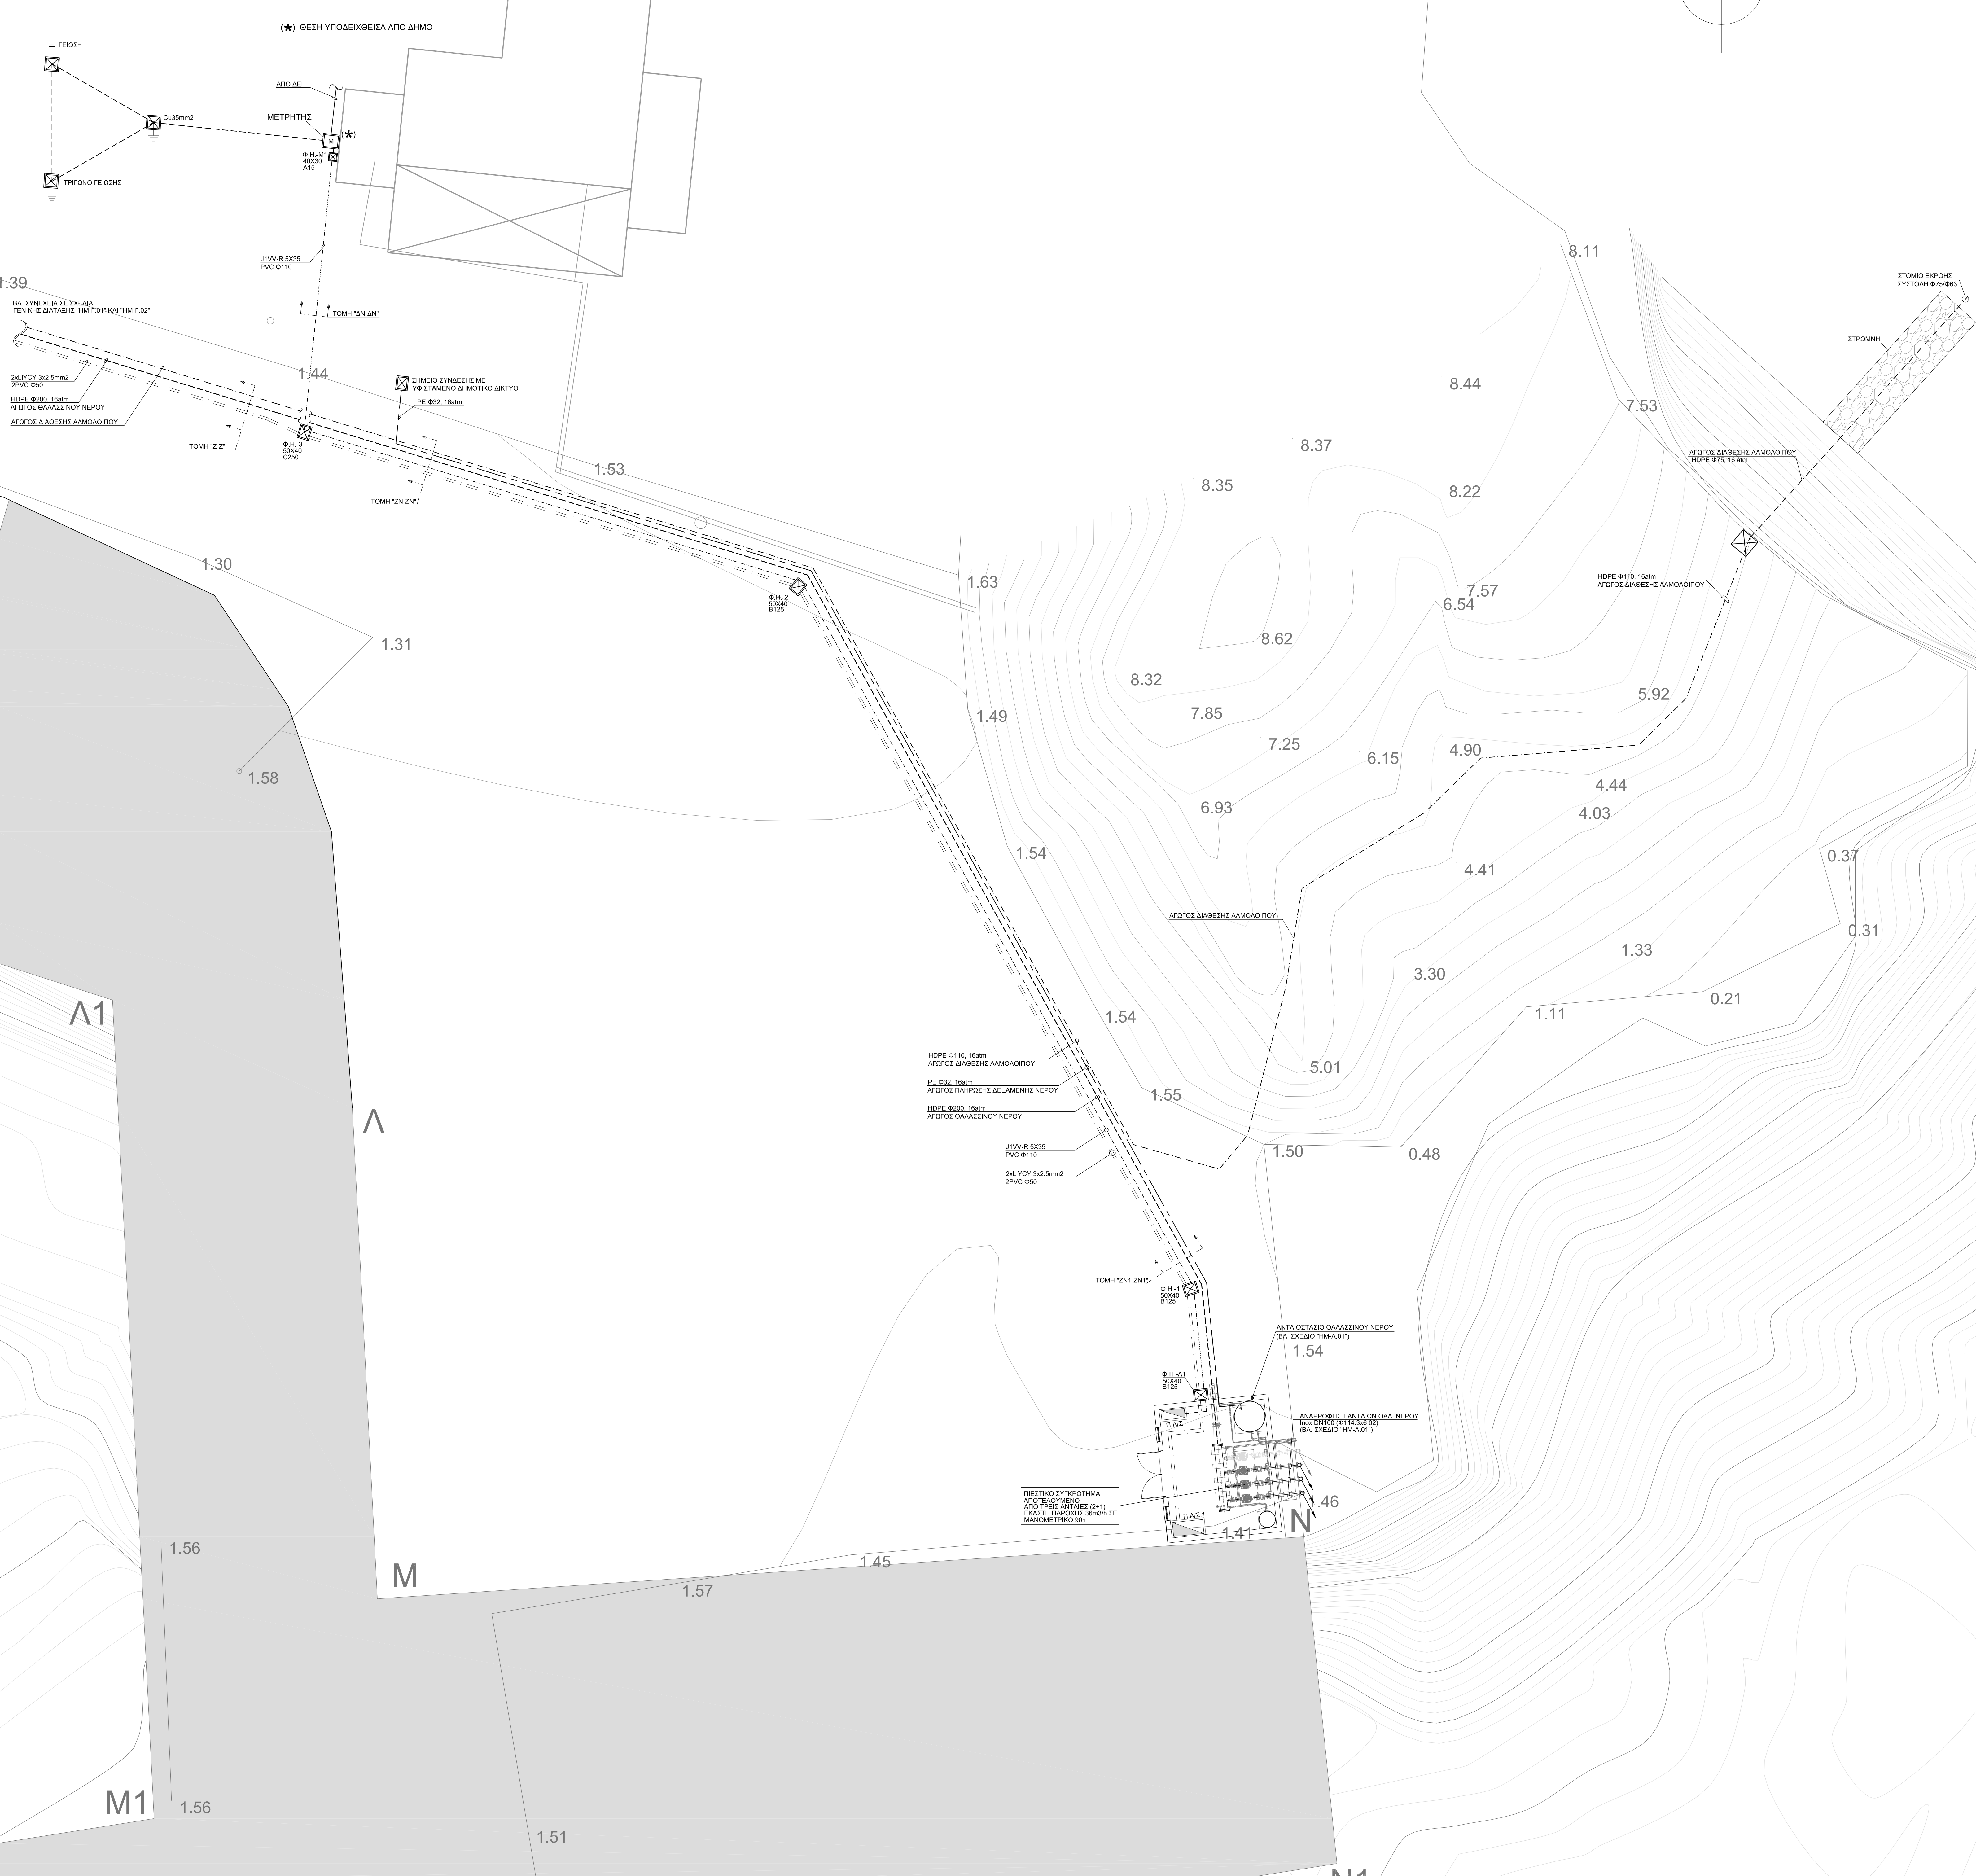 (★) ΘΕΣΗ ΥΠΟΔΕΙΧΘΕΙΣΑ ΑΠΟ ΔΗΜΟ
ΓΕΙΩΣΗ
ΑΠΟ ΔΕΗ
Cu35mm2
ΜΕΤΡΗΤΗΣ
M
(★)
Φ.Η.-Μ1
40Χ30
Α15
ΤΡΙΓΩΝΟ ΓΕΙΩΣΗΣ
J1VV-R 5X35
PVC Φ110
8.11
ΣΤΟΜΙΟ ΕΚΡΟΗΣ
ΣΥΣΤΟΛΗ Φ75/Φ63
1.39
ΒΛ. ΣΥΝΕΧΕΙΑ ΣΕ ΣΧΕΔΙΑ
ΓΕΝΙΚΗΣ ΔΙΑΤΑΞΗΣ "ΗΜ-Γ.01" ΚΑΙ "ΗΜ-Γ.02"
ΤΟΜΗ "ΔΝ-ΔΝ"
ΣΤΡΩΜΝΗ
2xLiYCY 3x2.5mm2
2PVC Φ50
HDPE Φ200, 16atm
ΑΓΩΓΟΣ ΘΑΛΑΣΣΙΝΟΥ ΝΕΡΟΥ
ΑΓΩΓΟΣ ΔΙΑΘΕΣΗΣ ΑΛΜΟΛΟΙΠΟΥ
1.44
ΣΗΜΕΙΟ ΣΥΝΔΕΣΗΣ ΜΕ
ΥΦΙΣΤΑΜΕΝΟ ΔΗΜΟΤΙΚΟ ΔΙΚΤΥΟ
PE Φ32, 16atm
8.44
7.53
ΤΟΜΗ "Ζ-Ζ"
Φ.Η.-3
50Χ40
C250
8.37
ΑΓΩΓΟΣ ΔΙΑΘΕΣΗΣ ΑΛΜΟΛΟΙΠΟΥ
HDPE Φ75, 16 atm
1.53
8.35
8.22
ΤΟΜΗ "ΖΝ-ΖΝ"
1.30
1.63
HDPE Φ110, 16atm
ΑΓΩΓΟΣ ΔΙΑΘΕΣΗΣ ΑΛΜΟΛΟΙΠΟΥ
7.57
6.54
Φ.Η.-2
50Χ40
Β125
1.31
8.62
8.32
5.92
1.49
7.85
7.25
4.90
6.15
1.58
4.44
6.93
4.03
1.54
0.37
4.41
ΑΓΩΓΟΣ ΔΙΑΘΕΣΗΣ ΑΛΜΟΛΟΙΠΟΥ
0.31
1.33
3.30
0.21
Λ1
1.54
1.11
HDPE Φ110, 16atm
ΑΓΩΓΟΣ ΔΙΑΘΕΣΗΣ ΑΛΜΟΛΟΙΠΟΥ
5.01
PE Φ32, 16atm
ΑΓΩΓΟΣ ΠΛΗΡΩΣΗΣ ΔΕΞΑΜΕΝΗΣ ΝΕΡΟΥ
1.55
HDPE Φ200, 16atm
ΑΓΩΓΟΣ ΘΑΛΑΣΣΙΝΟΥ ΝΕΡΟΥ
Λ
J1VV-R 5X35
PVC Φ110
1.50
0.48
2xLiYCY 3x2.5mm2
2PVC Φ50
ΤΟΜΗ "ΖΝ1-ΖΝ1"
Φ.Η.-1
50Χ40
Β125
ΑΝΤΛΙΟΣΤΑΣΙΟ ΘΑΛΑΣΣΙΝΟΥ ΝΕΡΟΥ
(ΒΛ. ΣΧΕΔΙΟ "ΗΜ-Λ.01")
1.54
Φ.Η.-Λ1
50Χ40
Β125
Π.Α/Σ
ΑΝΑΡΡΟΦΗΣΗ ΑΝΤΛΙΩΝ ΘΑΛ. ΝΕΡΟΥ
Inox DN100 (Φ114.3x6.02)
(ΒΛ. ΣΧΕΔΙΟ "ΗΜ-Λ.01")
ΠΙΕΣΤΙΚΟ ΣΥΓΚΡΟΤΗΜΑ
ΑΠΟΤΕΛΟΥΜΕΝΟ
ΑΠΟ ΤΡΕΙΣ ΑΝΤΛΙΕΣ (2+1)
ΕΚΑΣΤΗ ΠΑΡΟΧΗΣ 36m3/h ΣΕ
ΜΑΝΟΜΕΤΡΙΚΟ 90m
1.46
Π.Α/Σ.1
Ν
1.41
1.56
Μ
1.45
1.57
Μ1
1.56
1.51
Ν1